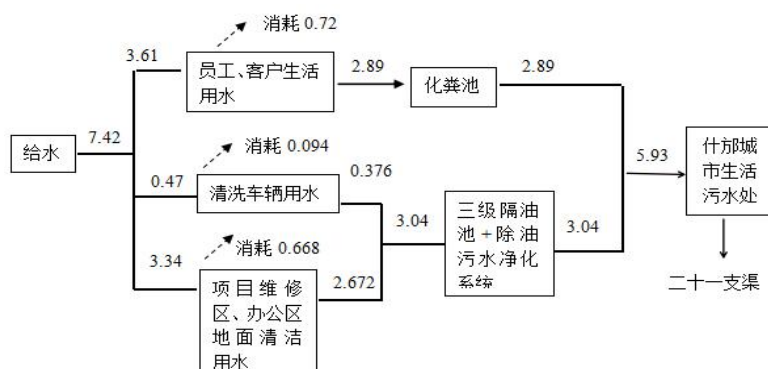 消耗 0.72
3.61
员工、客户生活
用水
2.89
化粪池
2.89
给水
7.42
消耗 0.094
0.47
清洗车辆用水
0.376
3.04
三级隔油
池+除油
污水净化
系统
3.04
5.93
什邡城
市生活
污水处
二十一支渠
消耗 0.668
3.34
项目维修
区、办公区
地面清洁
用水
2.672